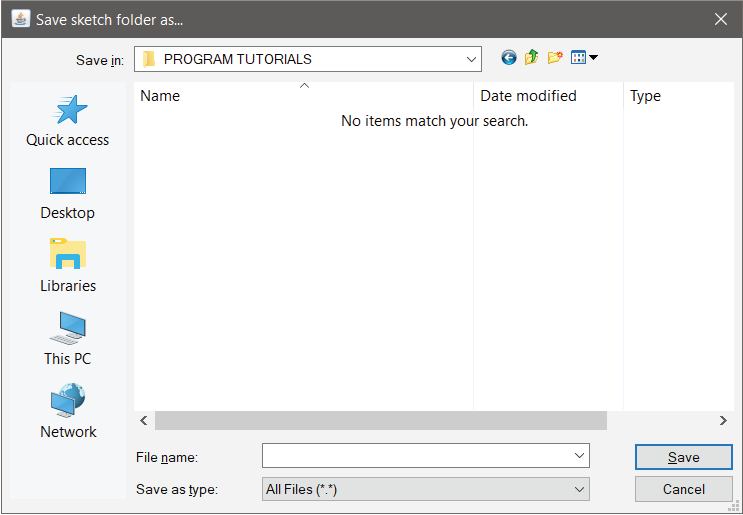 Save sketch folder as...
Save in: PROGRAM TUTORIALS
Name Date modified Type
No items match your search.
Quick access
Desktop
Libraries
This PC
Network
File name: Save
Save as type: All Files (*.*) Cancel